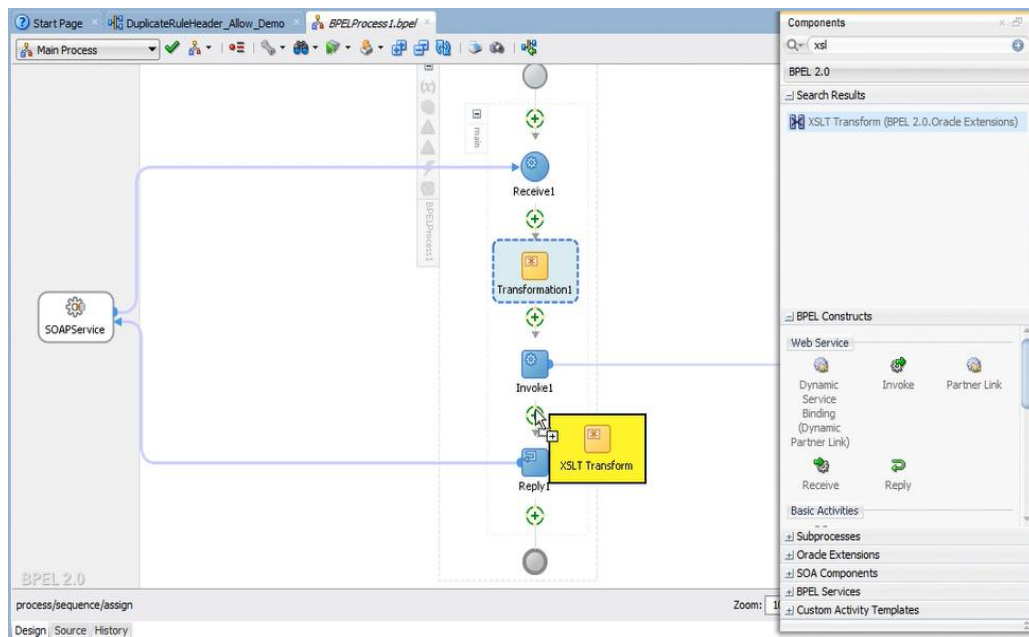 Start Page
DuplicateRuleHeader_Allow_Demo
BPELProcess1.bpel
Components
Main Process
xsl
BPEL 2.0
Search Results
XSLT Transform (BPEL 2.0.Oracle Extensions)
main
Receive1
BPELProcess1
Transformation1
SOAPService
BPEL Constructs
Web Service
Invoke1
Dynamic Service Binding (Dynamic Partner Link)
Invoke
Partner Link
XSLT Transform
Reply1
Receive
Reply
Basic Activities
Subprocesses
Oracle Extensions
SOA Components
BPEL Services
Custom Activity Templates
BPEL 2.0
process/sequence/assign
Zoom:
Design
Source
History